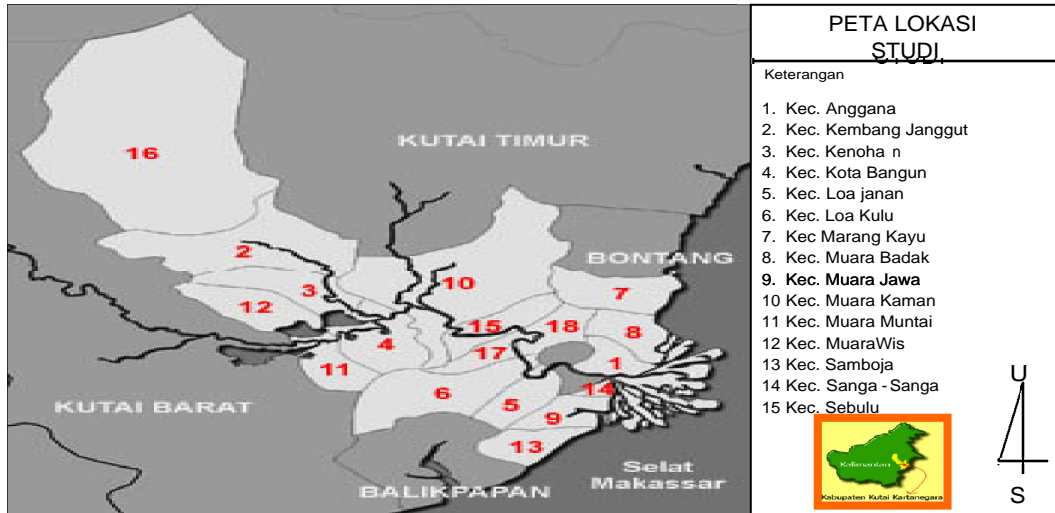 16
KUTAI TIMUR
2
BONTANG
3
10
7
12
15
18
8
4
17
1
11
14
6
KUTAI BARAT
5
9
13
Selat
Makassar
BALIKPAPAN
PETA LOKASI
STUDI
Keterangan
1. Kec. Anggana
2. Kec. Kembang Janggut
3. Kec. Kenoha n
4. Kec. Kota Bangun
5. Kec. Loa janan
6. Kec. Loa Kulu
7. Kec Marang Kayu
8. Kec. Muara Badak
9. Kec. Muara Jawa
10 Kec. Muara Kaman
11 Kec. Muara Muntai
12 Kec. MuaraWis
13 Kec. Samboja
14 Kec. Sanga -Sanga
15 Kec. Sebulu
Kalimantan
Kabupaten Kutai Kartanegara
U
S